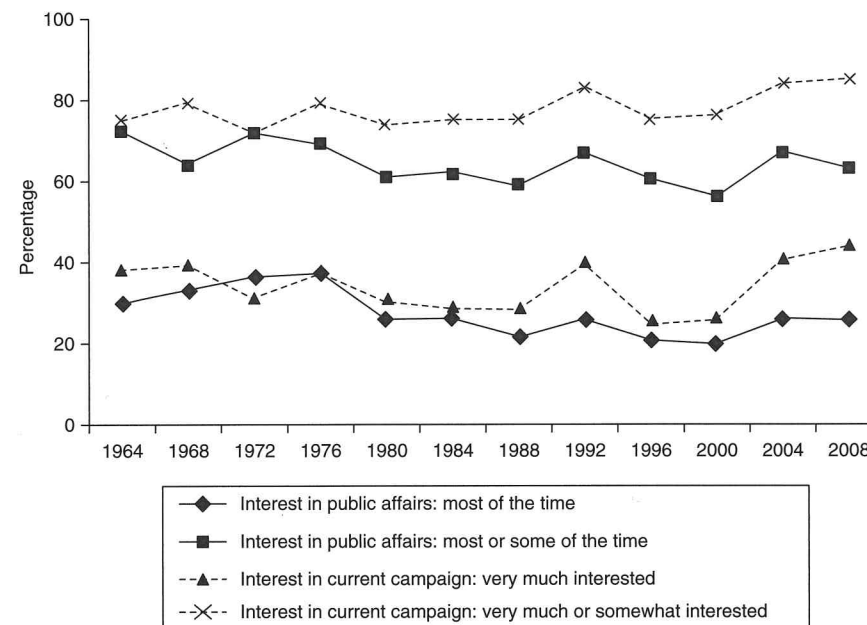 100
80
60
40
20
0
Percentage
1964 1968 1972 1976 1980 1984 1988 1992 1996 2000 2004 2008
Interest in public affairs: most of the time
Interest in public affairs: most or some of the time
Interest in current campaign: very much interested
Interest in current campaign: very much or somewhat interested